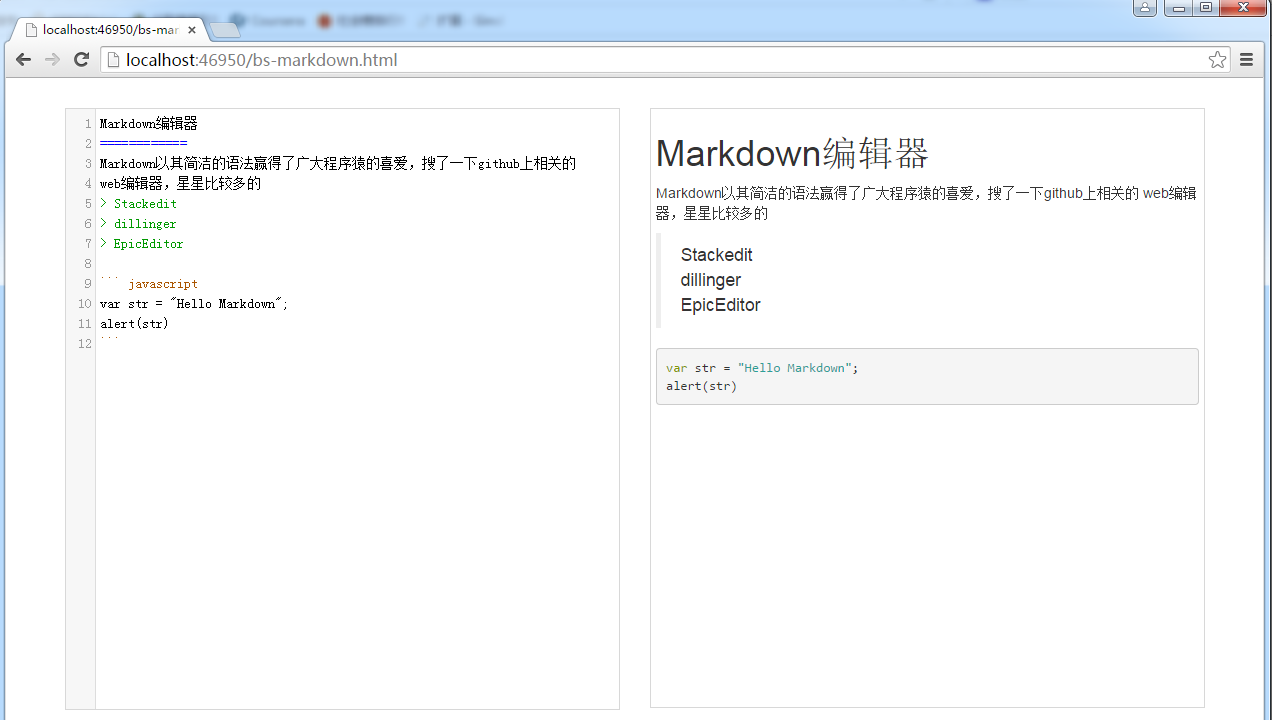 localhost:46950/bs-mar
localhost:46950/bs-markdown.html
1 Markdown编辑器
2 ===========
3 Markdown以其简洁的语法赢得了广大程序猿的喜爱，搜了一下github上相关的
4 web编辑器，星星比较多的
5 > Stackedit
6 > dillinger
7 > EpicEditor
8
9 ``` javascript
10 var str = "Hello Markdown";
11 alert(str)
12 ```
Markdown编辑器
Markdown以其简洁的语法赢得了广大程序猿的喜爱，搜了一下github上相关的 web编辑
器，星星比较多的
Stackedit
dillinger
EpicEditor
var str = "Hello Markdown";
alert(str)